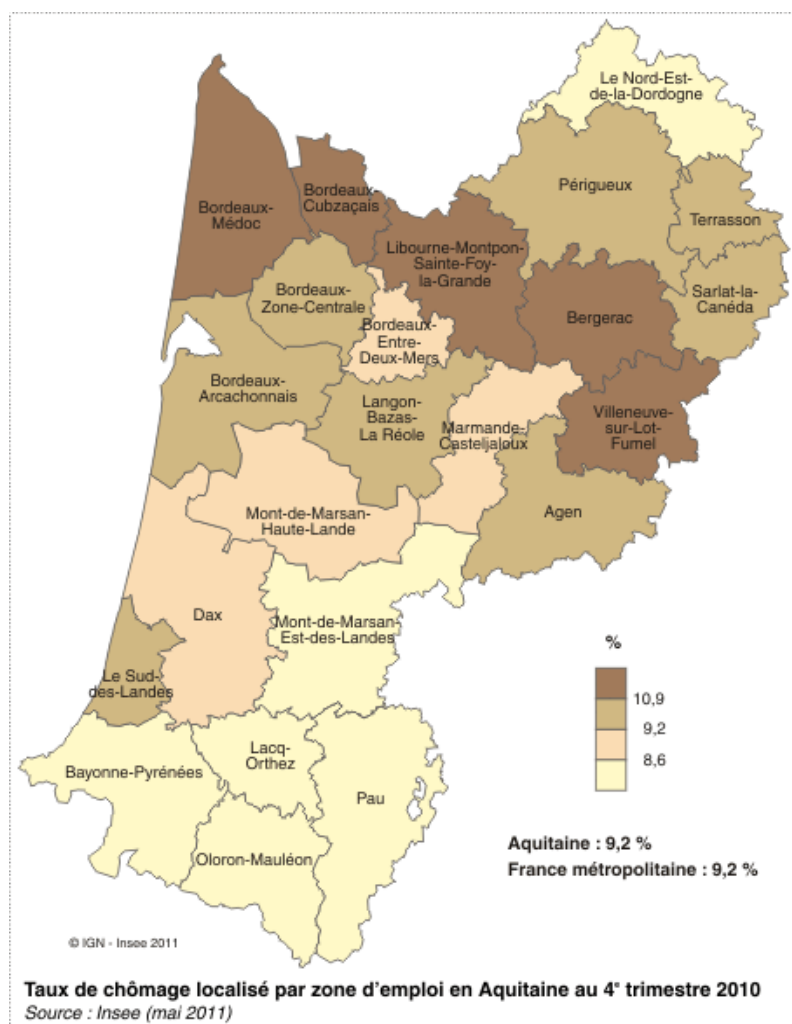 Le Nord-Est-
de-la-Dordogne
Périgueux
Bordeaux-
Cubzaçais
Bordeaux-
Médoc
Terrasson
Libourne-Montpon-
Sainte-Foy-
la-Grande
Bordeaux-
Zone-Centrale
Sarlat-la-
Canéda
Bergerac
Bordeaux-
Entre-
Deux-Mers
Bordeaux-
Arcachonnais
Langon-
Bazas-
La Réole
Marmande-
Casteljaloux
Villeneuve-
sur-Lot-
Fumel
Mont-de-Marsan-
Haute-Lande
Agen
Dax
Mont-de-Marsan-
Est-des-Landes
Le Sud-
des-Landes
%
10,9
9,2
8,6
Bayonne-Pyrénées
Lacq-
Orthez
Pau
Oloron-Mauléon
Aquitaine : 9,2 %
France métropolitaine : 9,2 %
© IGN - Insee 2011
Taux de chômage localisé par zone d'emploi en Aquitaine au 4e trimestre 2010
Source : Insee (mai 2011)